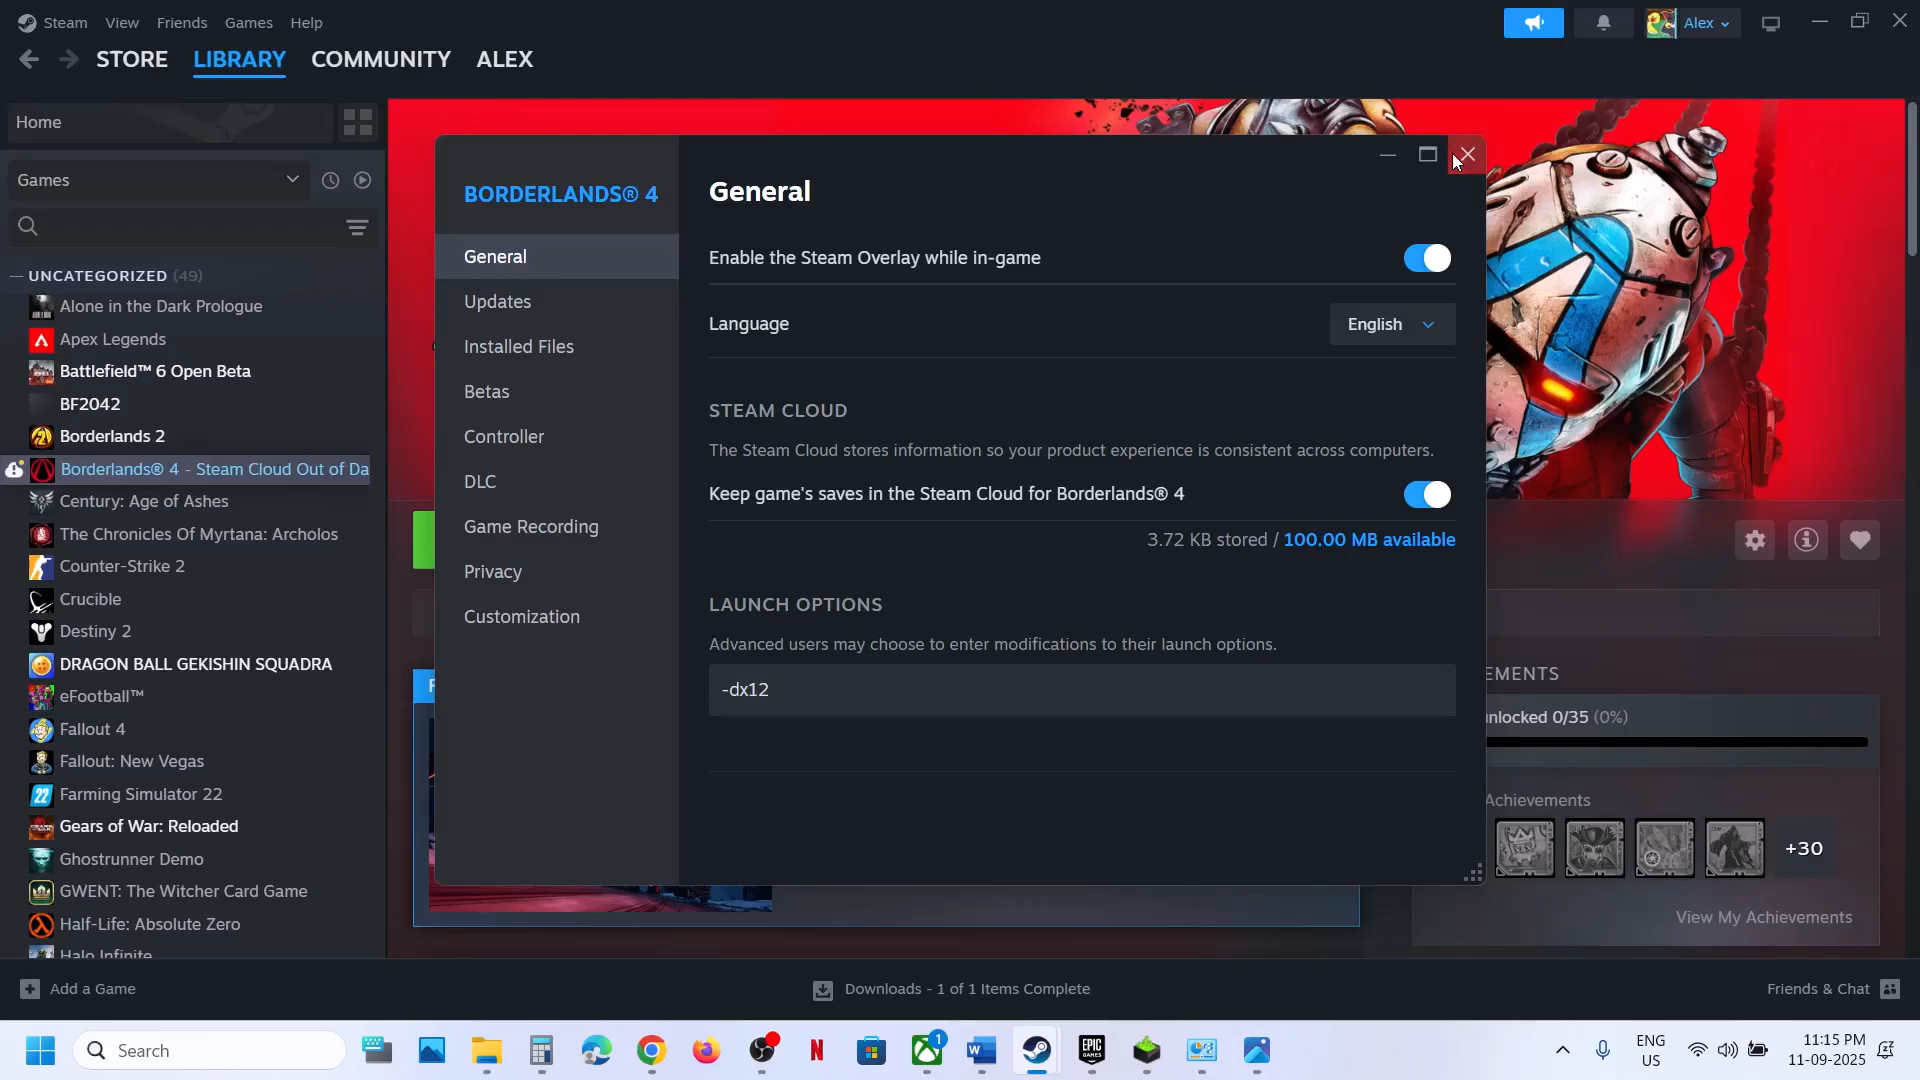 Steam View Friends Games Help
Alex
STORE LIBRARY COMMUNITY ALEX
Home
Games
— UNCATEGORIZED (49)
Alone in the Dark Prologue
Apex Legends
Battlefield™ 6 Open Beta
BF2042
Borderlands 2
Borderlands® 4 - Steam Cloud Out of Da
Century: Age of Ashes
The Chronicles Of Myrtana: Archolos
Counter-Strike 2
Crucible
Destiny 2
DRAGON BALL GEKISHIN SQUADRA
eFootball™
Fallout 4
Fallout: New Vegas
Farming Simulator 22
Gears of War: Reloaded
Ghostrunner Demo
GWENT: The Witcher Card Game
Half-Life: Absolute Zero
Halo Infinite
BORDERLANDS® 4
General
Updates
Installed Files
Betas
Controller
DLC
Game Recording
Privacy
Customization
General
Enable the Steam Overlay while in-game
Language
English
STEAM CLOUD
The Steam Cloud stores information so your product experience is consistent across computers.
Keep game's saves in the Steam Cloud for Borderlands® 4
3.72 KB stored / 100.00 MB available
LAUNCH OPTIONS
Advanced users may choose to enter modifications to their launch options.
-dx12
EMENTS
nlocked 0/35 (0%)
Achievements
+30
View My Achievements
Add a Game
Downloads - 1 of 1 Items Complete
Friends & Chat
Search
1
ENG
US
11:15 PM
11-09-2025